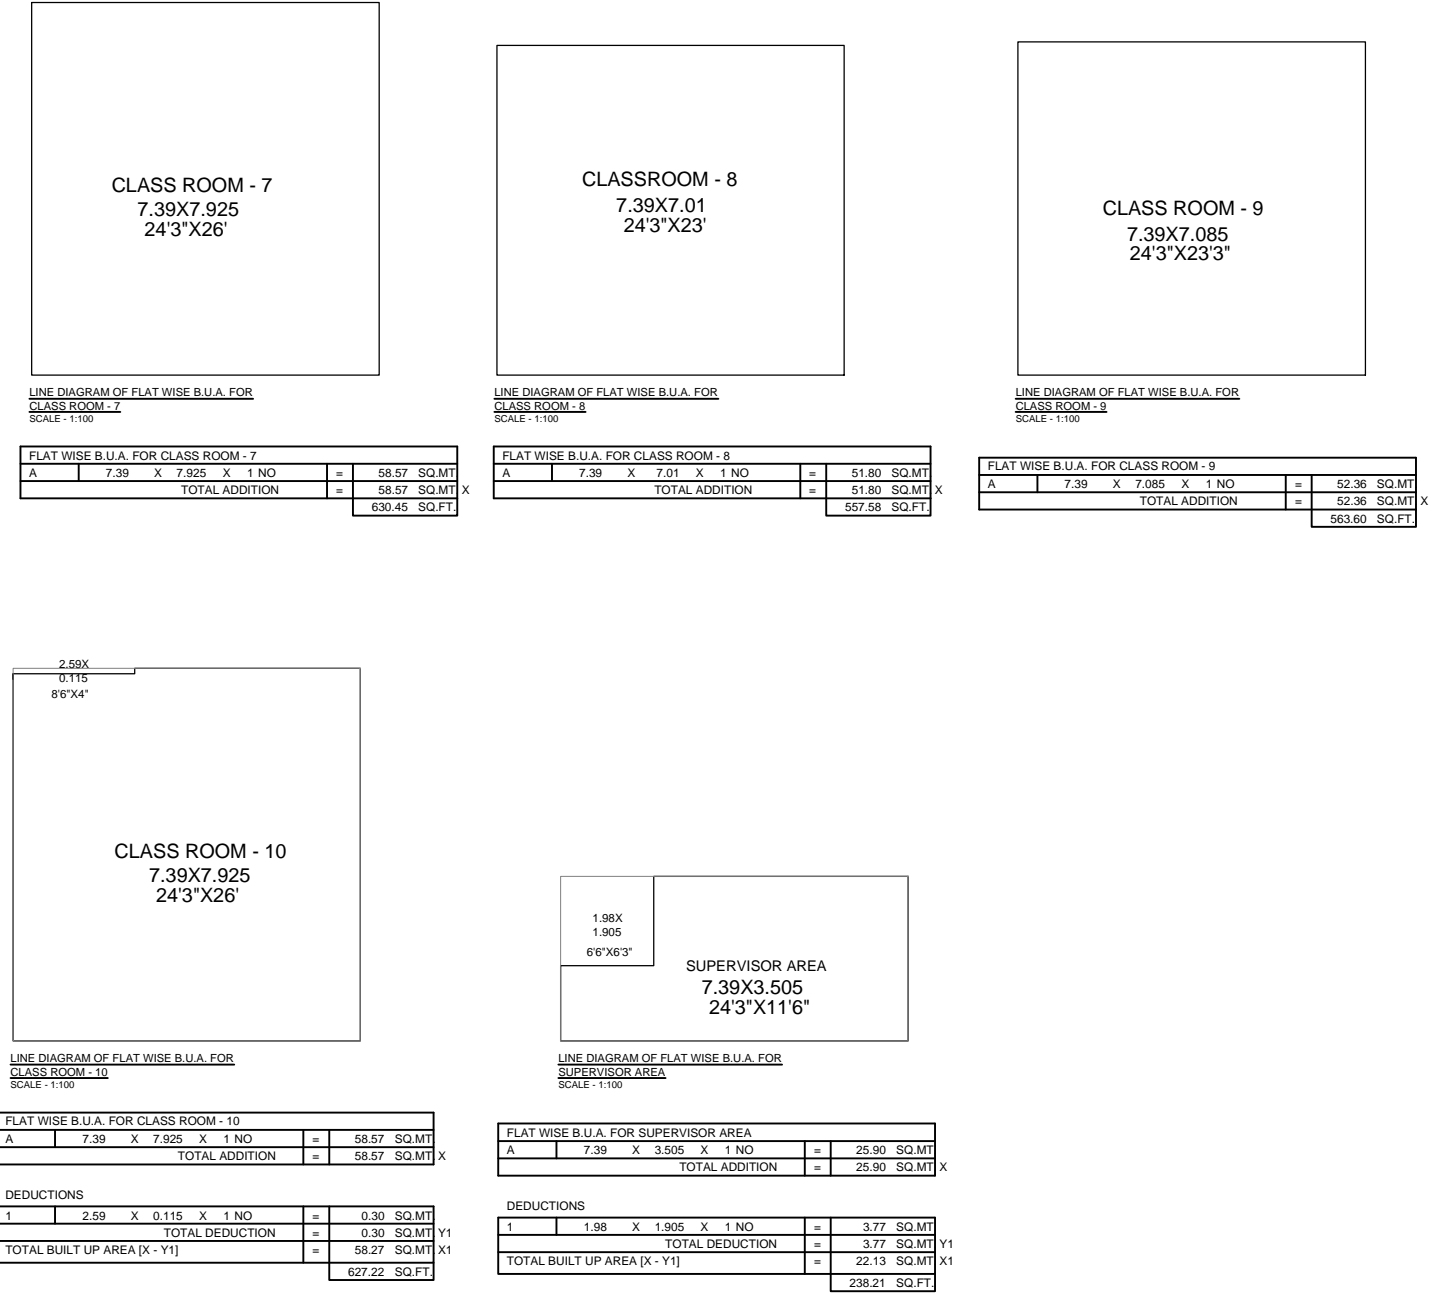 CLASS ROOM - 7
7.39X7.925
24'3"X26'
LINE DIAGRAM OF FLAT WISE B.U.A. FOR
CLASS ROOM - 7
SCALE - 1:100
FLAT WISE B.U.A. FOR CLASS ROOM - 7
A 7.39 X 7.925 X 1 NO = 58.57 SQ.MT
TOTAL ADDITION = 58.57 SQ.MT X
630.45 SQ.FT.
CLASSROOM - 8
7.39X7.01
24'3"X23'
LINE DIAGRAM OF FLAT WISE B.U.A. FOR
CLASS ROOM - 8
SCALE - 1:100
FLAT WISE B.U.A. FOR CLASS ROOM - 8
A 7.39 X 7.01 X 1 NO = 51.80 SQ.MT
TOTAL ADDITION = 51.80 SQ.MT X
557.58 SQ.FT.
CLASS ROOM - 9
7.39X7.085
24'3"X23'3"
LINE DIAGRAM OF FLAT WISE B.U.A. FOR
CLASS ROOM - 9
SCALE - 1:100
FLAT WISE B.U.A. FOR CLASS ROOM - 9
A 7.39 X 7.085 X 1 NO = 52.36 SQ.MT
TOTAL ADDITION = 52.36 SQ.MT X
563.60 SQ.FT.
2.59X
0.115
8'6"X4"
CLASS ROOM - 10
7.39X7.925
24'3"X26'
LINE DIAGRAM OF FLAT WISE B.U.A. FOR
CLASS ROOM - 10
SCALE - 1:100
FLAT WISE B.U.A. FOR CLASS ROOM - 10
A 7.39 X 7.925 X 1 NO = 58.57 SQ.MT
TOTAL ADDITION = 58.57 SQ.MT X
DEDUCTIONS
1 2.59 X 0.115 X 1 NO = 0.30 SQ.MT
TOTAL DEDUCTION = 0.30 SQ.MT Y1
TOTAL BUILT UP AREA [X - Y1] = 58.27 SQ.MT X1
627.22 SQ.FT.
1.98X
1.905
6'6"X6'3"
SUPERVISOR AREA
7.39X3.505
24'3"X11'6"
LINE DIAGRAM OF FLAT WISE B.U.A. FOR
SUPERVISOR AREA
SCALE - 1:100
FLAT WISE B.U.A. FOR SUPERVISOR AREA
A 7.39 X 3.505 X 1 NO = 25.90 SQ.MT
TOTAL ADDITION = 25.90 SQ.MT X
DEDUCTIONS
1 1.98 X 1.905 X 1 NO = 3.77 SQ.MT
TOTAL DEDUCTION = 3.77 SQ.MT Y1
TOTAL BUILT UP AREA [X - Y1] = 22.13 SQ.MT X1
238.21 SQ.FT.